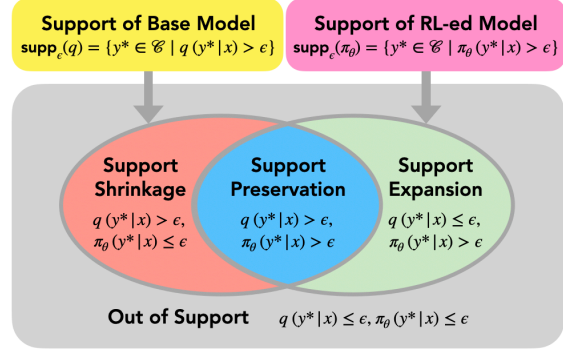 Support of Base Model
supp_ϵ(q) = {y* ∈ 𝒞 | q (y*|x) > ϵ}
Support of RL-ed Model
supp_ϵ(π_θ) = {y* ∈ 𝒞 | π_θ (y*|x) > ϵ}
Support
Shrinkage
q (y*|x) > ϵ,
π_θ (y*|x) ≤ ϵ
Support
Preservation
q (y*|x) > ϵ,
π_θ (y*|x) > ϵ
Support
Expansion
q (y*|x) ≤ ϵ,
π_θ (y*|x) > ϵ
Out of Support q (y*|x) ≤ ϵ, π_θ (y*|x) ≤ ϵ